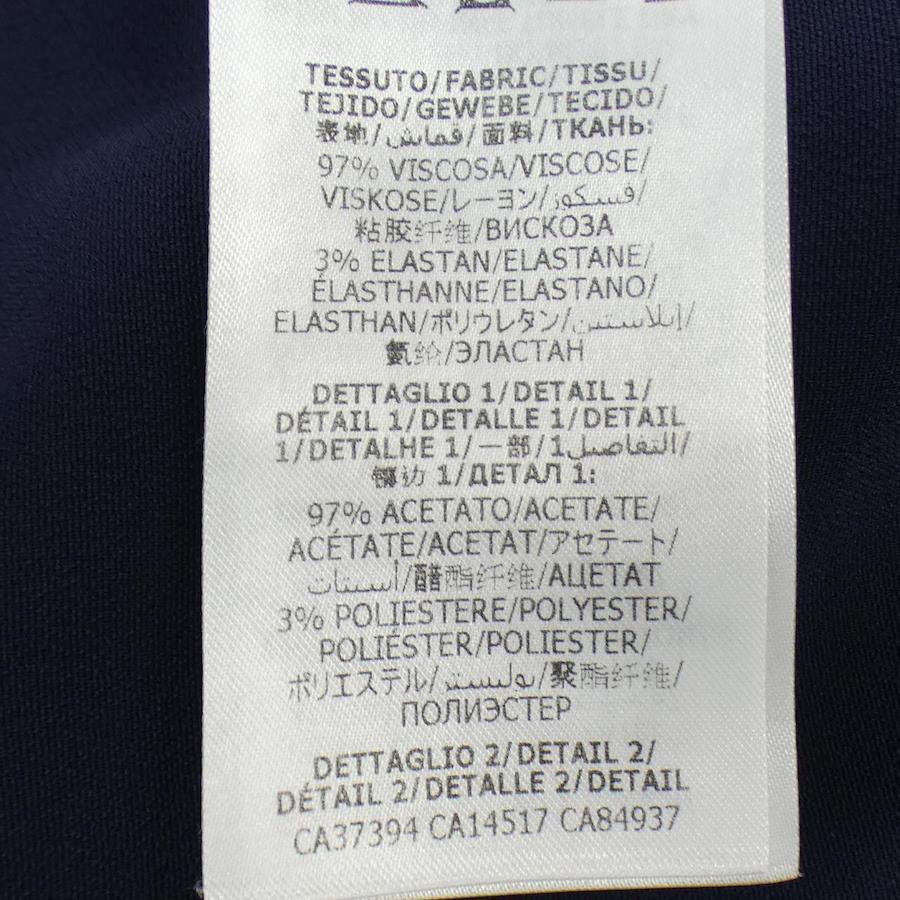 TESSUTO/FABRIC/TISSU/
TEJIDO/GEWEBE/TECIDO/
表地/قماش/面料/ТКАНЬ:
97% VISCOSA/VISCOSE/
VISKOSE/レーヨン/فسكوز/
粘胶纤维/ВИСКОЗА
3% ELASTAN/ELASTANE/
ÉLASTHANNE/ELASTANO/
ELASTHAN/ポリウレタン/إيلاستين/
氨纶/ЭЛАСТАН
DETTAGLIO 1/DETAIL 1/
DÉTAIL 1/DETALLE 1/DETAIL
1/DETALHE 1/一部/1التفاصيل/
镶边 1/ДЕТАЛ 1:
97% ACETATO/ACETATE/
ACÉTATE/ACETAT/アセテート/
أستات/醋酯纤维/АЦЕТАТ
3% POLIESTERE/POLYESTER/
POLIÉSTER/POLIESTER/
ポリエステル/بوليستر/聚酯纤维/
ПОЛИЭСТЕР
DETTAGLIO 2/DETAIL 2/
DÉTAIL 2/DETALLE 2/DETAIL
CA37394 CA14517 CA84937